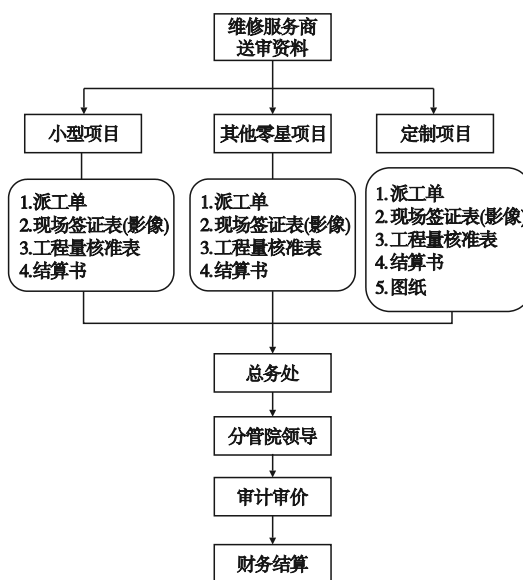 维修服务商
送审资料
小型项目
其他零星项目
定制项目
1.派工单
2.现场签证表(影像)
3.工程量核准表
4.结算书
1.派工单
2.现场签证表(影像)
3.工程量核准表
4.结算书
1.派工单
2.现场签证表(影像)
3.工程量核准表
4.结算书
5.图纸
总务处
分管院领导
审计审价
财务结算